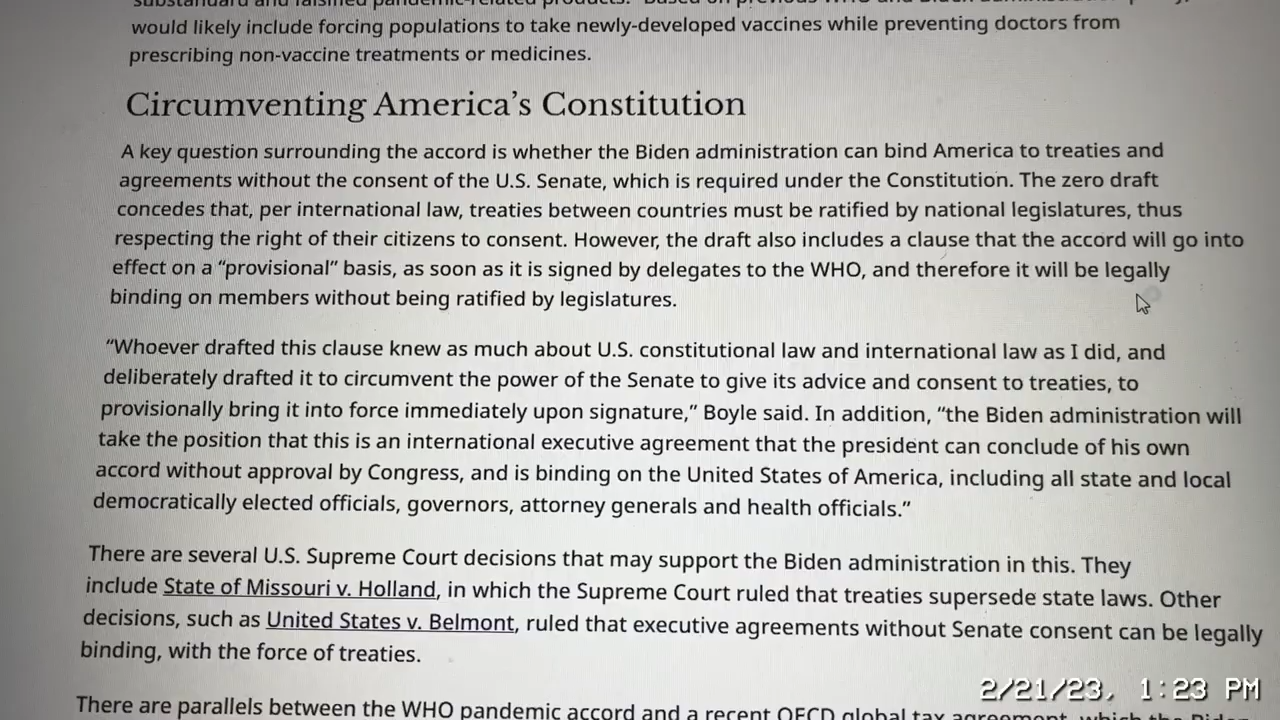 substandard and falsified pandemic-related products."
would likely include forcing populations to take newly-developed vaccines while preventing doctors from
prescribing non-vaccine treatments or medicines.
Circumventing America's Constitution
A key question surrounding the accord is whether the Biden administration can bind America to treaties and
agreements without the consent of the U.S. Senate, which is required under the Constitution. The zero draft
concedes that, per international law, treaties between countries must be ratified by national legislatures, thus
respecting the right of their citizens to consent. However, the draft also includes a clause that the accord will go into
effect on a “provisional” basis, as soon as it is signed by delegates to the WHO, and therefore it will be legally
binding on members without being ratified by legislatures.
“Whoever drafted this clause knew as much about U.S. constitutional law and international law as I did, and
deliberately drafted it to circumvent the power of the Senate to give its advice and consent to treaties, to
provisionally bring it into force immediately upon signature,” Boyle said. In addition, “the Biden administration will
take the position that this is an international executive agreement that the president can conclude of his own
accord without approval by Congress, and is binding on the United States of America, including all state and local
democratically elected officials, governors, attorney generals and health officials.”
There are several U.S. Supreme Court decisions that may support the Biden administration in this. They
include State of Missouri v. Holland, in which the Supreme Court ruled that treaties supersede state laws. Other
decisions, such as United States v. Belmont, ruled that executive agreements without Senate consent can be legally
binding, with the force of treaties.
There are parallels between the WHO pandemic accord and a recent OECD global tax agreement, which the Biden
2/21/23, 1:23 PM